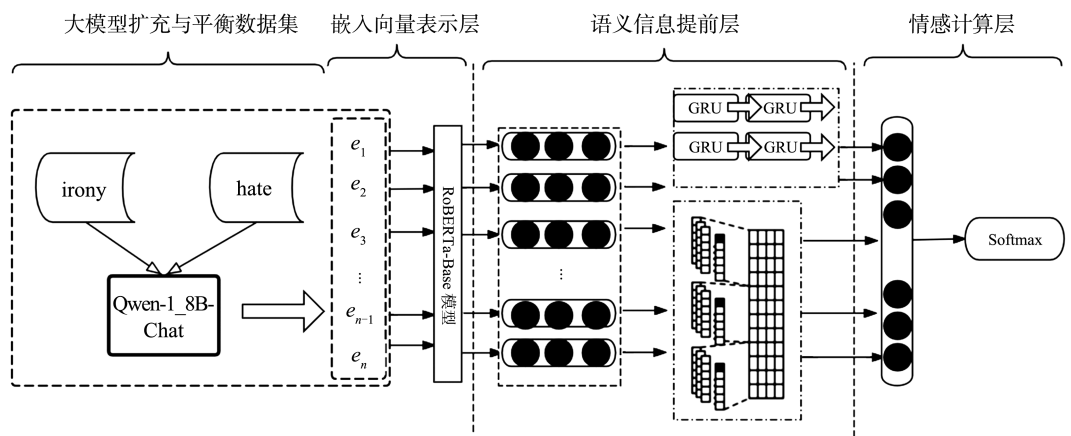 大模型扩充与平衡数据集
嵌入向量表示层
语义信息提前层
情感计算层
irony
hate
Qwen-1_8B-
Chat
e1
e2
e3
⋮
en−1
en
RoBERTa-Base 模型
⋮
GRU
GRU
GRU
GRU
Softmax